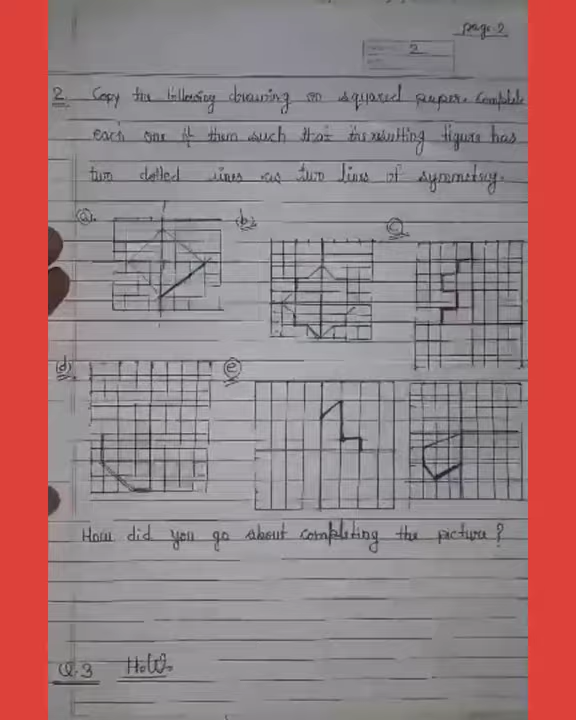 page-2
2
2. Copy the following drawing on squared paper. Complete
each one of them such that the resulting figure has
two dotted lines as two lines of symmetry.
(a). (b) (c)
(d) (e)
How did you go about completing the picture?
Q.3 H.W.